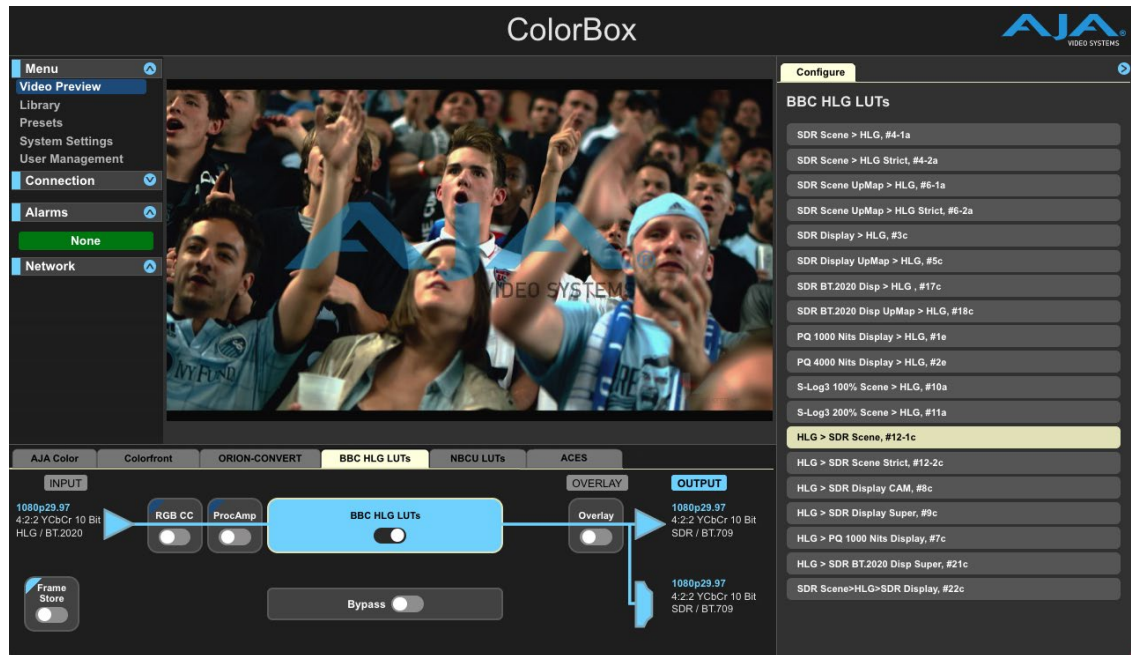 ColorBox
AJA
VIDEO SYSTEMS
Menu
Video Preview
Library
Presets
System Settings
User Management
Connection
Alarms
None
Network
AJA
VIDEO SYSTEMS
NY FUND
Configure
BBC HLG LUTs
SDR Scene > HLG, #4-1a
SDR Scene > HLG Strict, #4-2a
SDR Scene UpMap > HLG, #6-1a
SDR Scene UpMap > HLG Strict, #6-2a
SDR Display > HLG, #3c
SDR Display UpMap > HLG, #5c
SDR BT.2020 Disp > HLG , #17c
SDR BT.2020 Disp UpMap > HLG, #18c
PQ 1000 Nits Display > HLG, #1e
PQ 4000 Nits Display > HLG, #2e
S-Log3 100% Scene > HLG, #10a
S-Log3 200% Scene > HLG, #11a
HLG > SDR Scene, #12-1c
HLG > SDR Scene Strict, #12-2c
HLG > SDR Display CAM, #8c
HLG > SDR Display Super, #9c
HLG > PQ 1000 Nits Display, #7c
HLG > SDR BT.2020 Disp Super, #21c
SDR Scene>HLG>SDR Display, #22c
AJA Color
Colorfront
ORION-CONVERT
BBC HLG LUTs
NBCU LUTs
ACES
INPUT
1080p29.97
4:2:2 YCbCr 10 Bit
HLG / BT.2020
RGB CC
ProcAmp
BBC HLG LUTs
OVERLAY
Overlay
OUTPUT
1080p29.97
4:2:2 YCbCr 10 Bit
SDR / BT.709
Frame
Store
Bypass
1080p29.97
4:2:2 YCbCr 10 Bit
SDR / BT.709